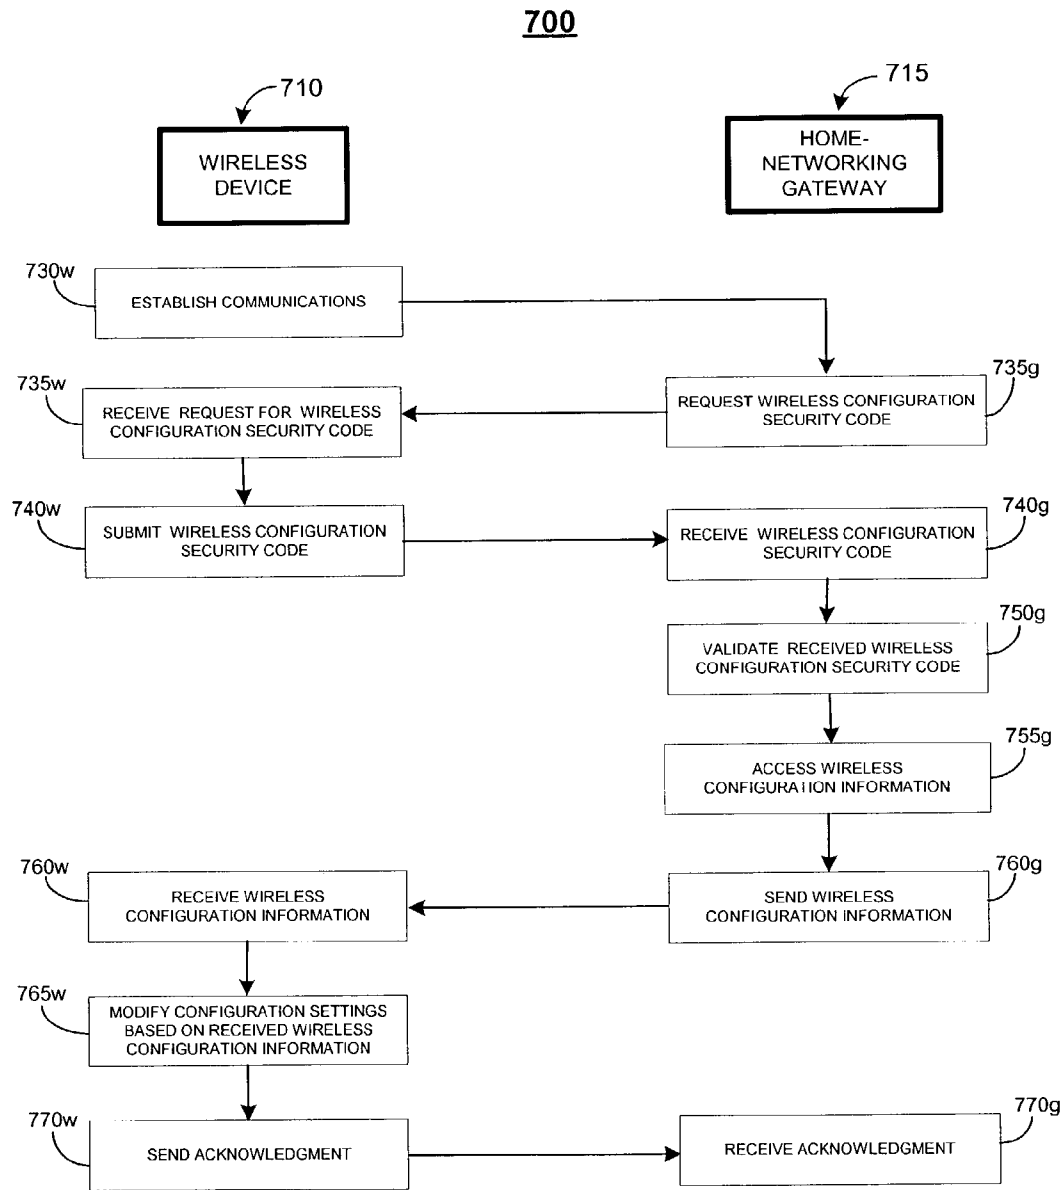 700
710
WIRELESS
DEVICE
715
HOME-
NETWORKING
GATEWAY
730w
ESTABLISH COMMUNICATIONS
735w
RECEIVE REQUEST FOR WIRELESS
CONFIGURATION SECURITY CODE
735g
REQUEST WIRELESS CONFIGURATION
SECURITY CODE
740w
SUBMIT WIRELESS CONFIGURATION
SECURITY CODE
740g
RECEIVE WIRELESS CONFIGURATION
SECURITY CODE
750g
VALIDATE RECEIVED WIRELESS
CONFIGURATION SECURITY CODE
755g
ACCESS WIRELESS
CONFIGURATION INFORMATION
760w
RECEIVE WIRELESS
CONFIGURATION INFORMATION
760g
SEND WIRELESS
CONFIGURATION INFORMATION
765w
MODIFY CONFIGURATION SETTINGS
BASED ON RECEIVED WIRELESS
CONFIGURATION INFORMATION
770w
SEND ACKNOWLEDGMENT
770g
RECEIVE ACKNOWLEDGMENT